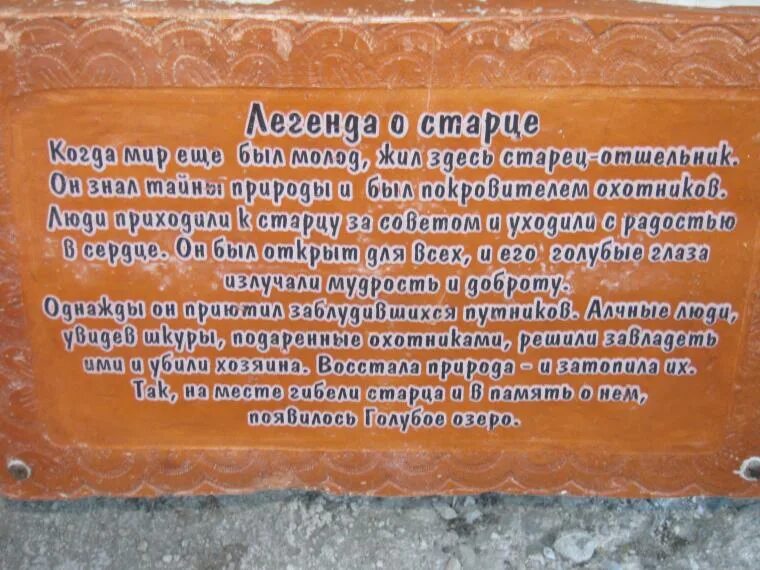 Легенда о старце
Когда мир еще был молод, жил здесь старец-отшельник.
Он знал тайны природы и был покровителем охотников.
Люди приходили к старцу за советом и уходили с радостью
в сердце. Он был открыт для всех, и его голубые глаза
излучали мудрость и доброту.
Однажды он приютил заблудившихся путников. Алчные люди,
увидев шкуры, подаренные охотниками, решили завладеть
ими и убили хозяина. Восстала природа - и затопила их.
Так, на месте гибели старца и в память о нем,
появилось Голубое озеро.